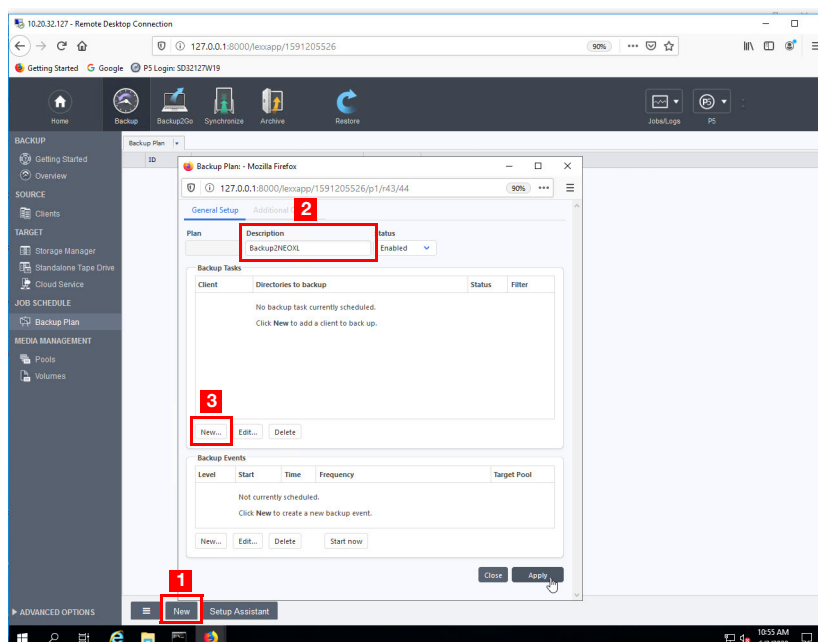 10.20.32.127 - Remote Desktop Connection
127.0.0.1:8000/lexxapp/1591205526
90%
Getting Started
Google
P5 Login: SD32127W19
Home
Backup
Backup2Go
Synchronize
Archive
Restore
Jobs/Logs
P5
BACKUP
Getting Started
Overview
SOURCE
Clients
TARGET
Storage Manager
Standalone Tape Drive
Cloud Service
JOB SCHEDULE
Backup Plan
MEDIA MANAGEMENT
Pools
Volumes
ADVANCED OPTIONS
Backup Plan
ID
Backup Plan: - Mozilla Firefox
127.0.0.1:8000/lexxapp/1591205526/p1/r43/44
90%
General Setup
Additional
2
Plan
Description
Status
Backup2NEOXL
Enabled
Backup Tasks
Client
Directories to backup
Status
Filter
No backup task currently scheduled.
Click New to add a client to back up.
3
New...
Edit...
Delete
Backup Events
Level
Start
Time
Frequency
Target Pool
Not currently scheduled.
Click New to create a new backup event.
New...
Edit...
Delete
Start now
Close
Apply
1
New
Setup Assistant
10:55 AM